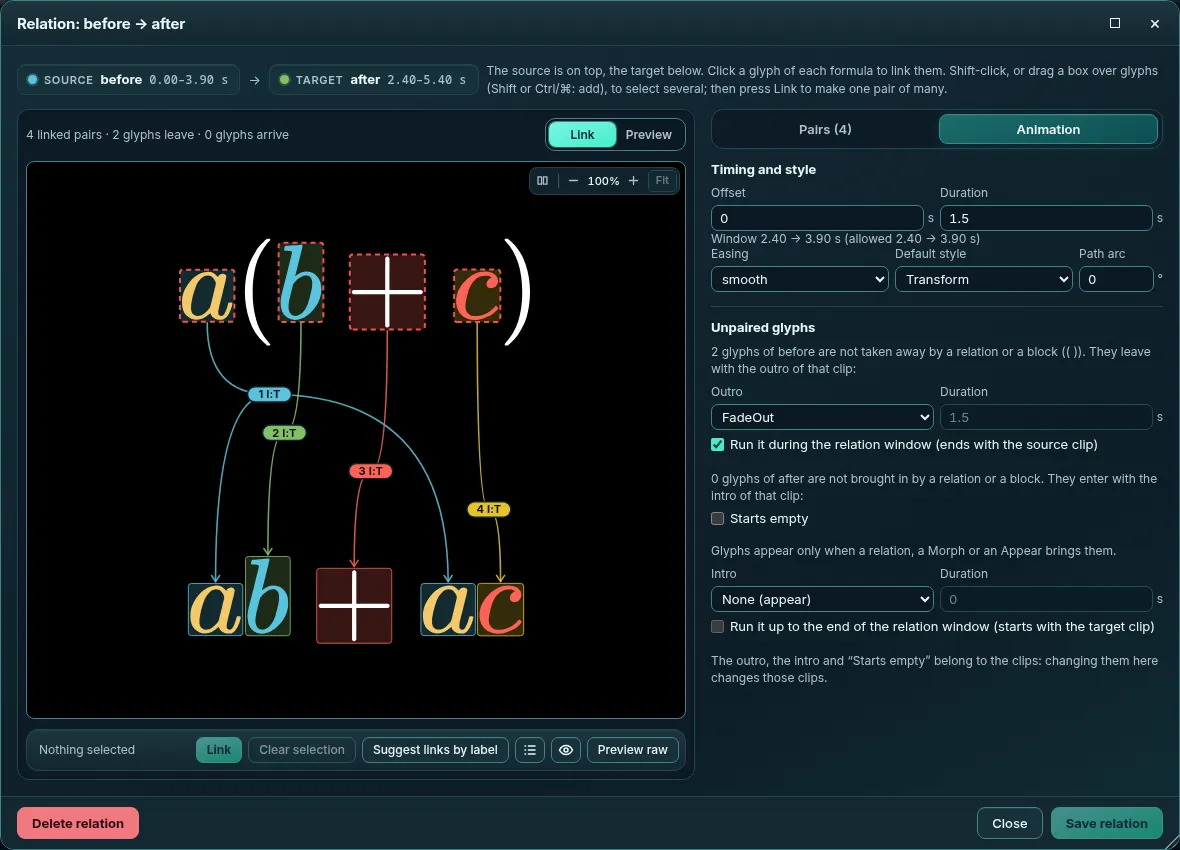 Relation: before → after
SOURCE before 0.00–3.90 s → TARGET after 2.40–5.40 s
The source is on top, the target below. Click a glyph of each formula to link them. Shift-click, or drag a box over glyphs
(Shift or Ctrl/⌘: add), to select several; then press Link to make one pair of many.
4 linked pairs · 2 glyphs leave · 0 glyphs arrive
Link Preview
100% Fit
a(b + c)
1 I:T
2 I:T
3 I:T
4 I:T
ab + ac
Nothing selected Link Clear selection Suggest links by label Preview raw
Pairs (4) Animation
Timing and style
Offset Duration
0 s 1.5 s
Window 2.40 → 3.90 s (allowed 2.40 → 3.90 s)
Easing Default style Path arc
smooth Transform 0 °
Unpaired glyphs
2 glyphs of before are not taken away by a relation or a block (( )). They leave
with the outro of that clip:
Outro Duration
FadeOut 1.5 s
Run it during the relation window (ends with the source clip)
0 glyphs of after are not brought in by a relation or a block. They enter with the
intro of that clip:
Starts empty
Glyphs appear only when a relation, a Morph or an Appear brings them.
Intro Duration
None (appear) 0 s
Run it up to the end of the relation window (starts with the target clip)
The outro, the intro and “Starts empty” belong to the clips: changing them here
changes those clips.
Delete relation Close Save relation